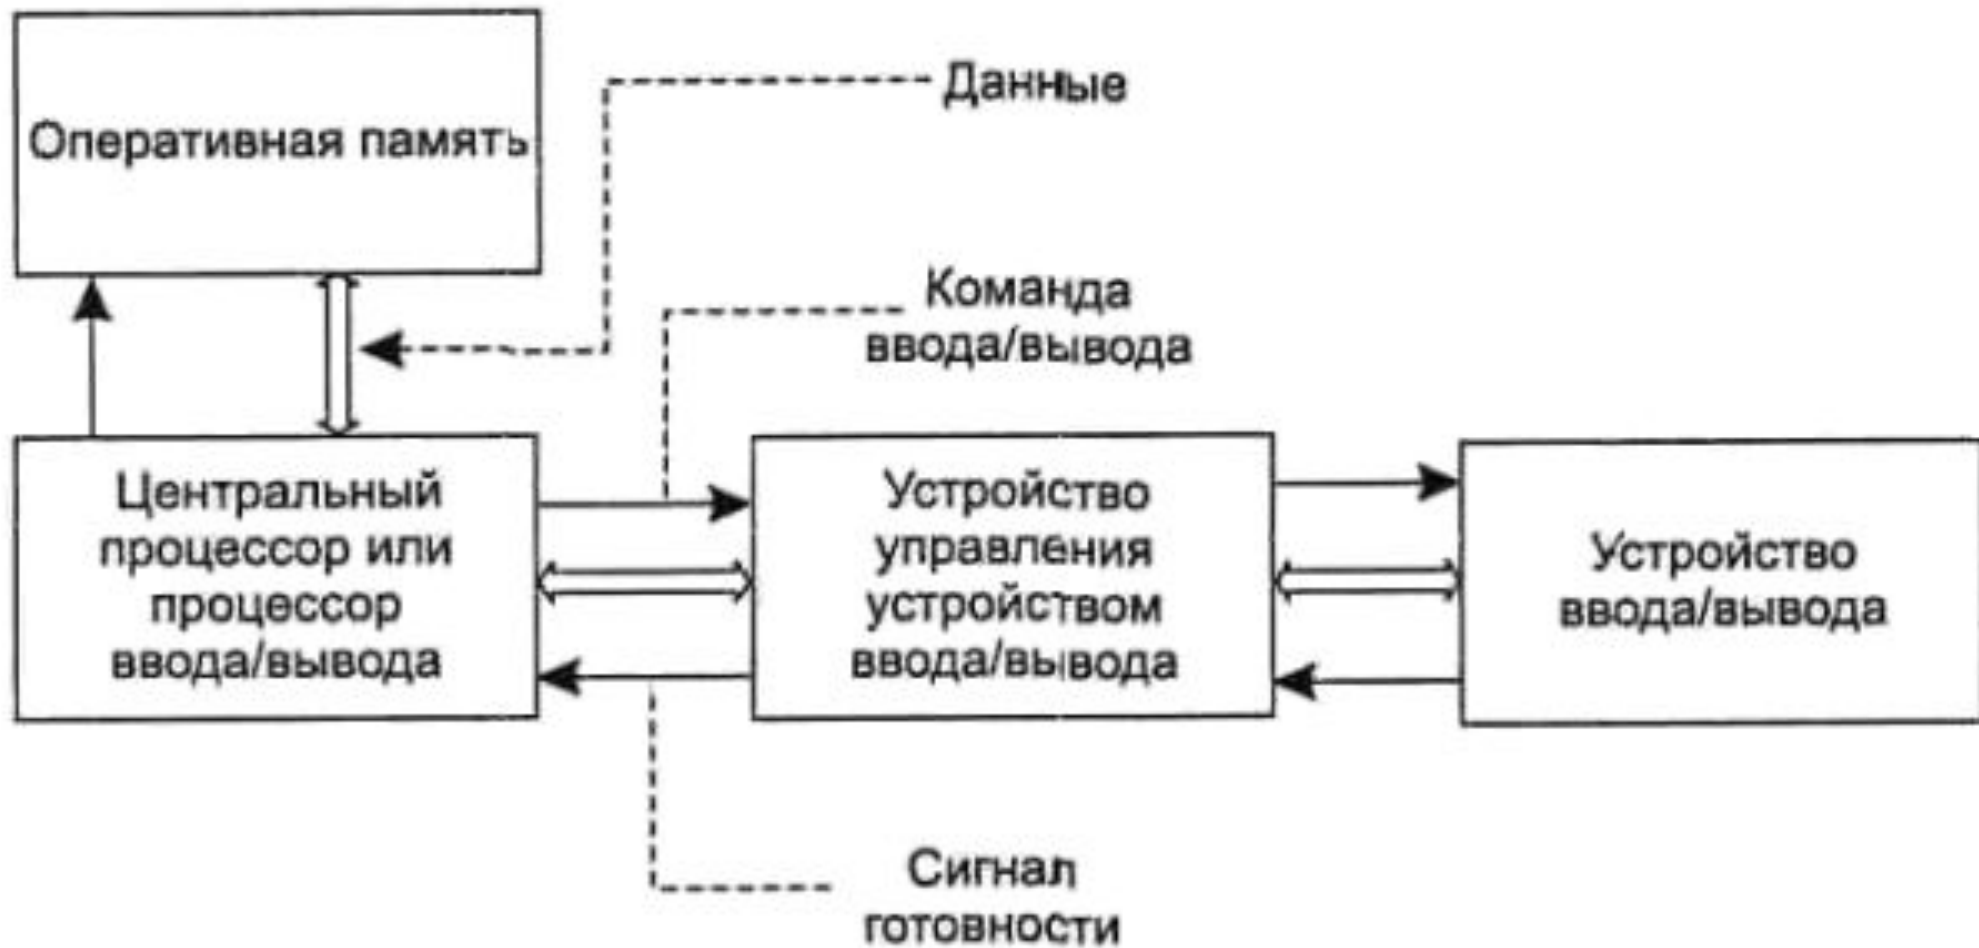 Данные
Оперативная память
Команда
ввода/вывода
Центральный
процессор или
процессор
ввода/вывода
Устройство
управления
устройством
ввода/вывода
Устройство
ввода/вывода
Сигнал
готовности